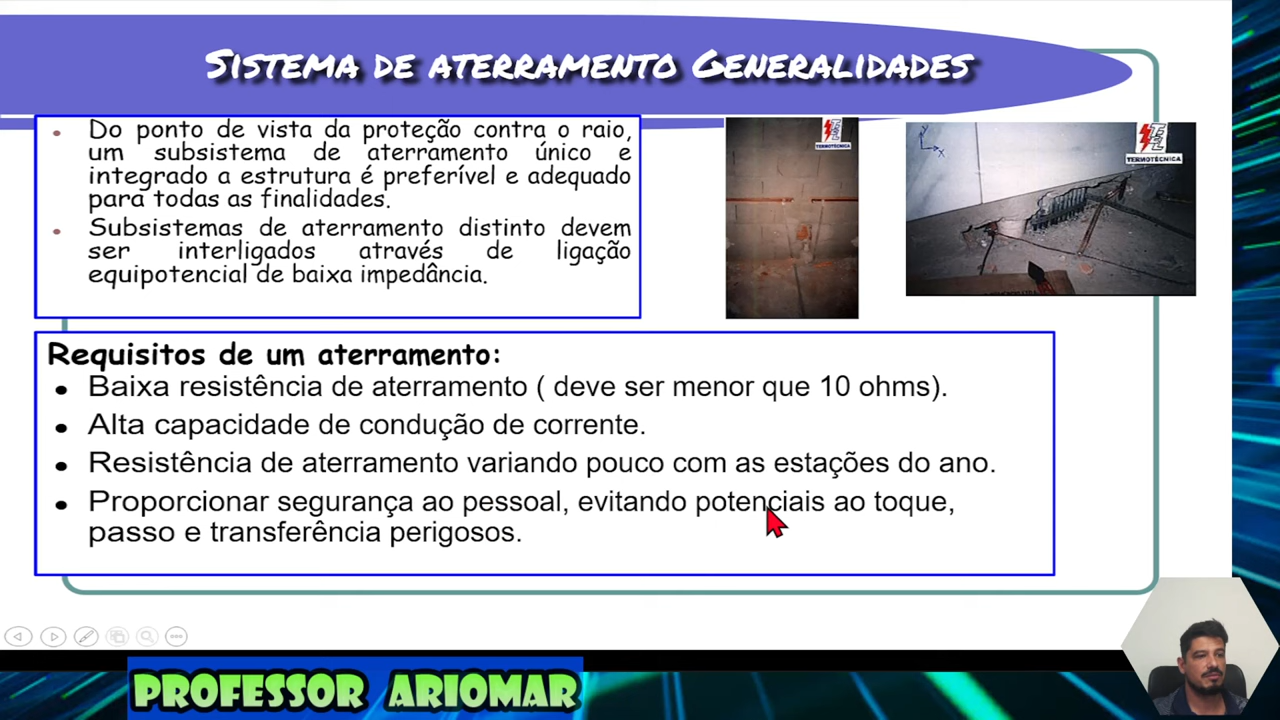 SISTEMA DE ATERRAMENTO GENERALIDADES
• Do ponto de vista da proteção contra o raio,
um subsistema de aterramento único e
integrado a estrutura é preferível e adequado
para todas as finalidades.
• Subsistemas de aterramento distinto devem
ser interligados através de ligação
equipotencial de baixa impedância.
TERMOTÉCNICA
Y
X
TERMOTÉCNICA
Requisitos de um aterramento:
• Baixa resistência de aterramento ( deve ser menor que 10 ohms).
• Alta capacidade de condução de corrente.
• Resistência de aterramento variando pouco com as estações do ano.
• Proporcionar segurança ao pessoal, evitando potenciais ao toque,
passo e transferência perigosos.
PROFESSOR ARIOMAR